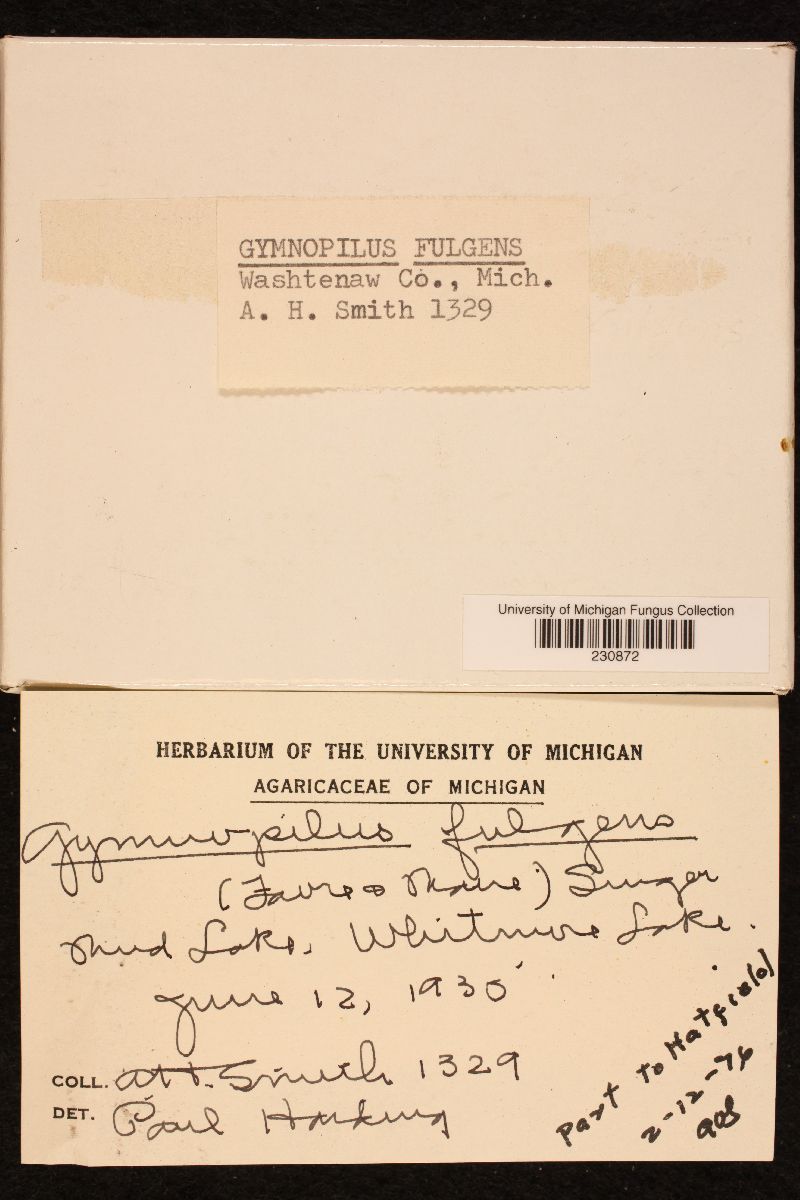 GYMNOPILUS FULGENS
Washtenaw Co., Mich.
A. H. Smith 1329
University of Michigan Fungus Collection
230872
HERBARIUM OF THE UNIVERSITY OF MICHIGAN
AGARICACEAE OF MICHIGAN
Gymnopilus fulgens
(Favre & Maire) Singer
Mud Lake, Whitmore Lake.
June 12, 1930
COLL. A.H. Smith 1329
DET. Paul
Part to Hatfield
2-12-76